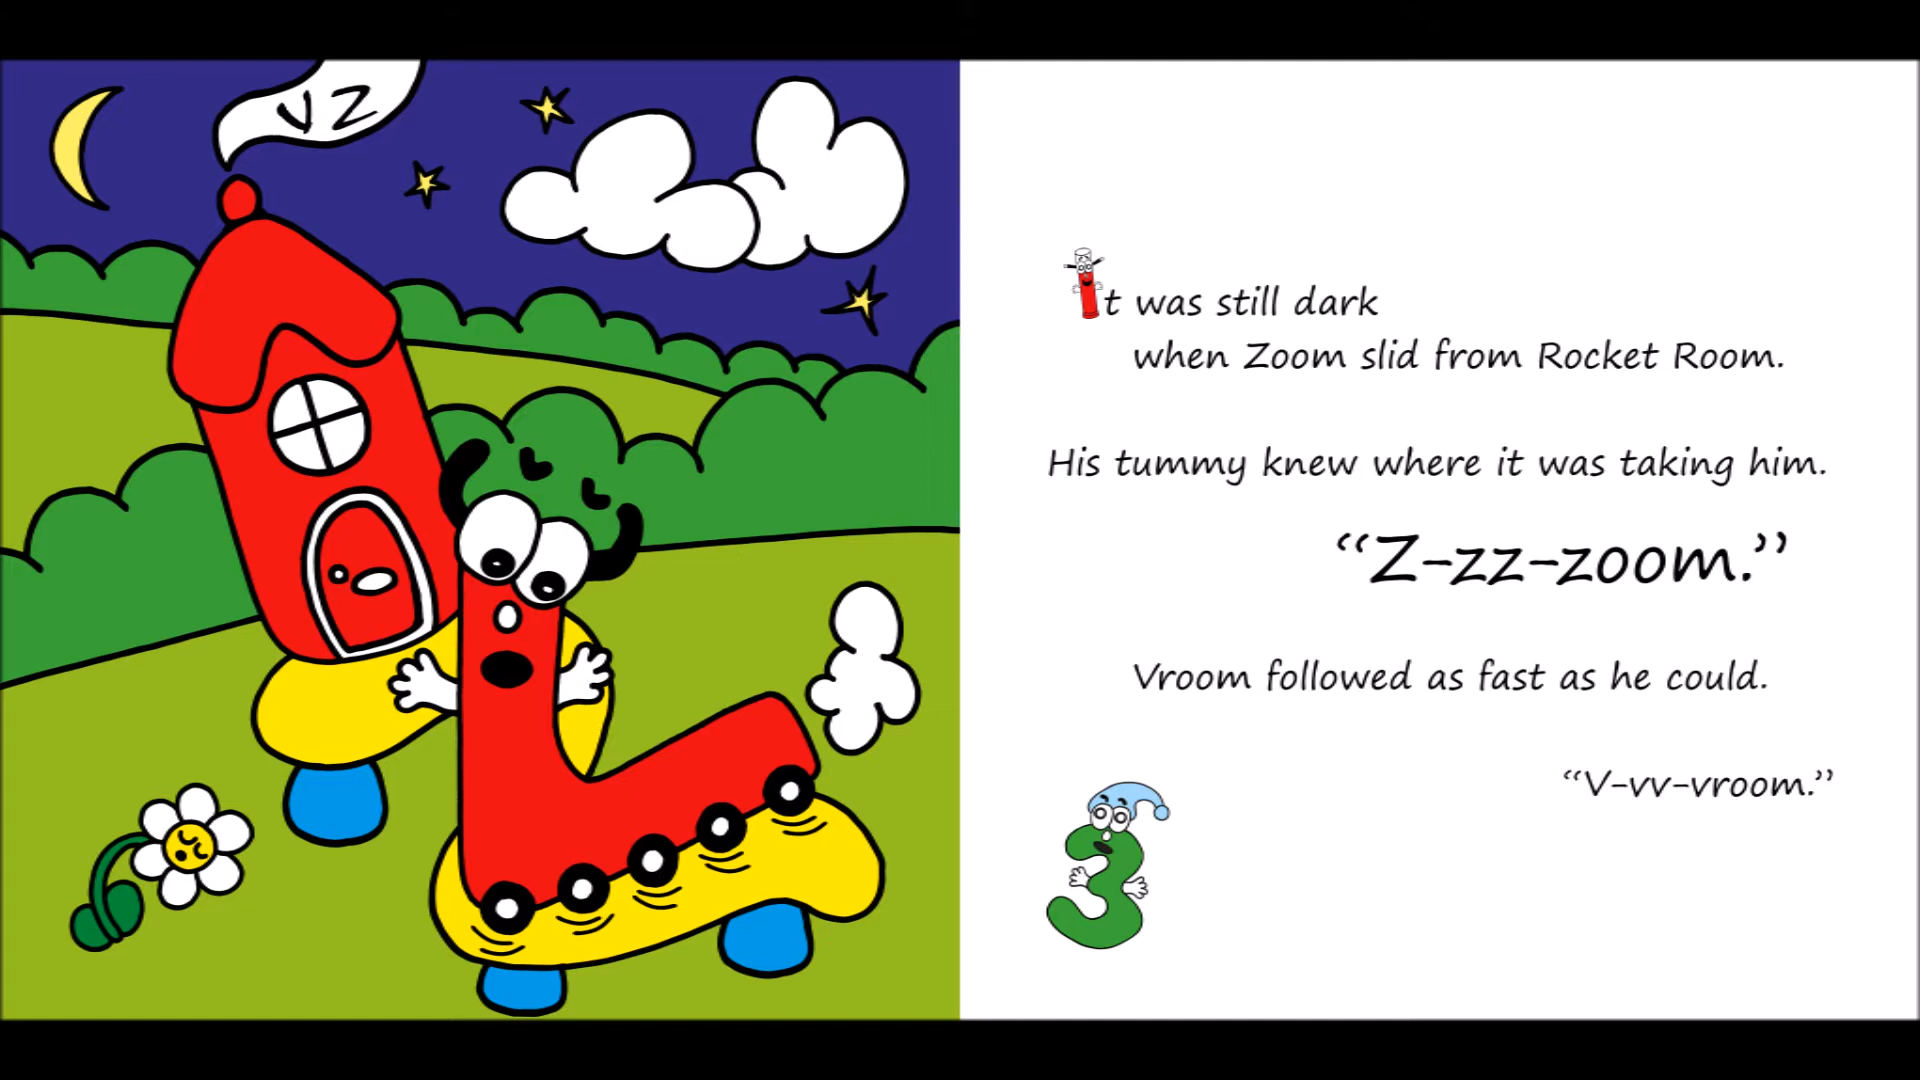 VZ
It was still dark
when Zoom slid from Rocket Room.
His tummy knew where it was taking him.
“Z-zz-zoom.”
Vroom followed as fast as he could.
“V-vv-vroom.”
3